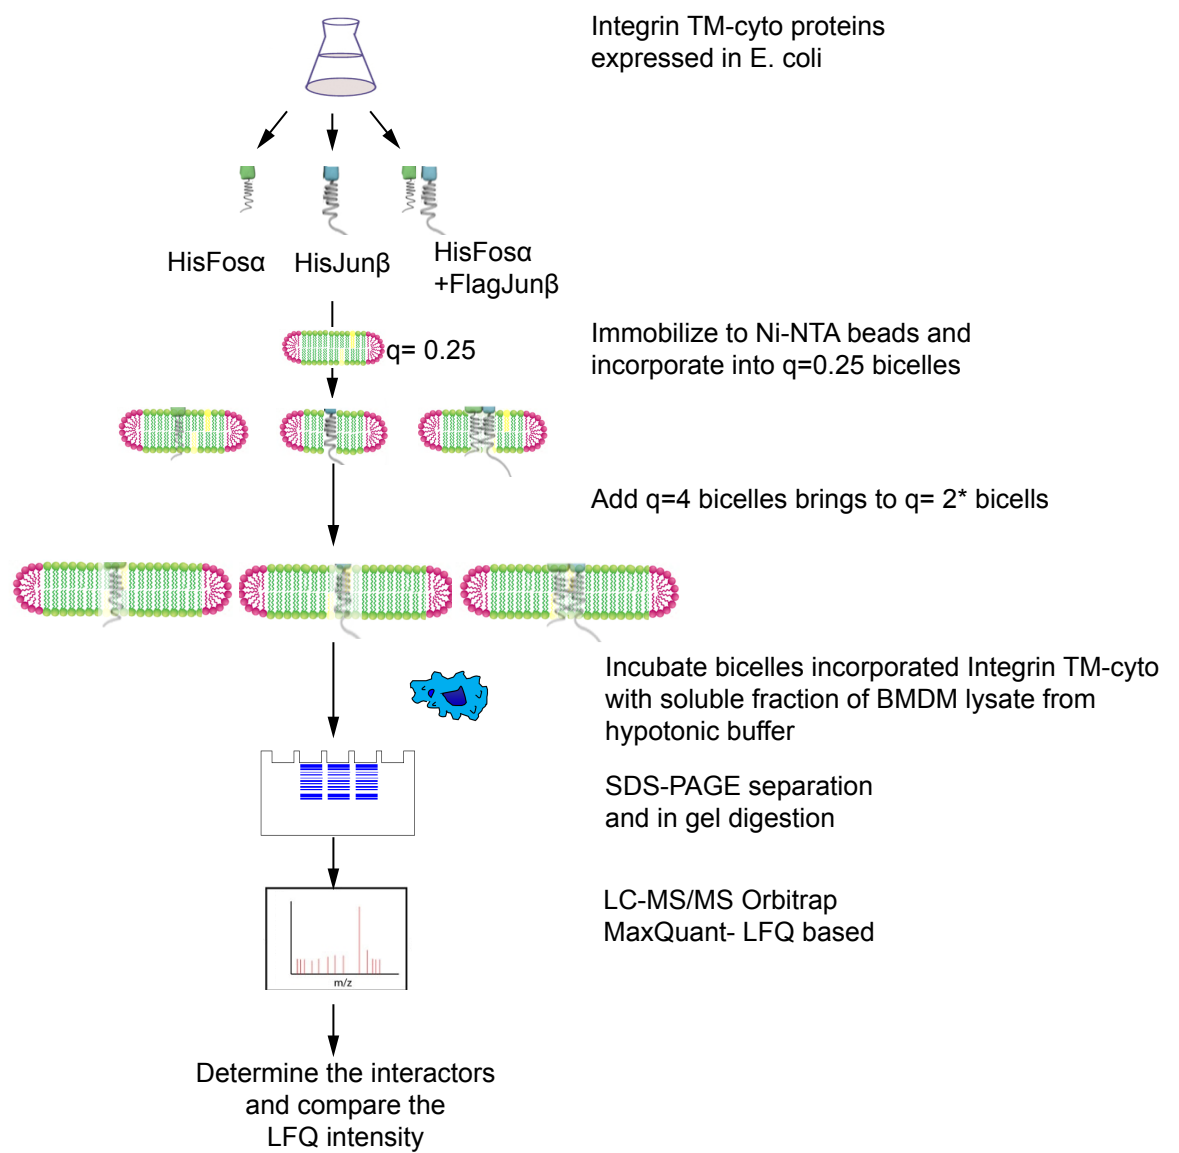 Integrin TM-cyto proteins
expressed in E. coli
HisFosα
HisJunβ
HisFosα
+FlagJunβ
q= 0.25
Immobilize to Ni-NTA beads and
incorporate into q=0.25 bicelles
Add q=4 bicelles brings to q= 2* bicells
Incubate bicelles incorporated Integrin TM-cyto
with soluble fraction of BMDM lysate from
hypotonic buffer
SDS-PAGE separation
and in gel digestion
LC-MS/MS Orbitrap
MaxQuant- LFQ based
m/z
Determine the interactors
and compare the
LFQ intensity